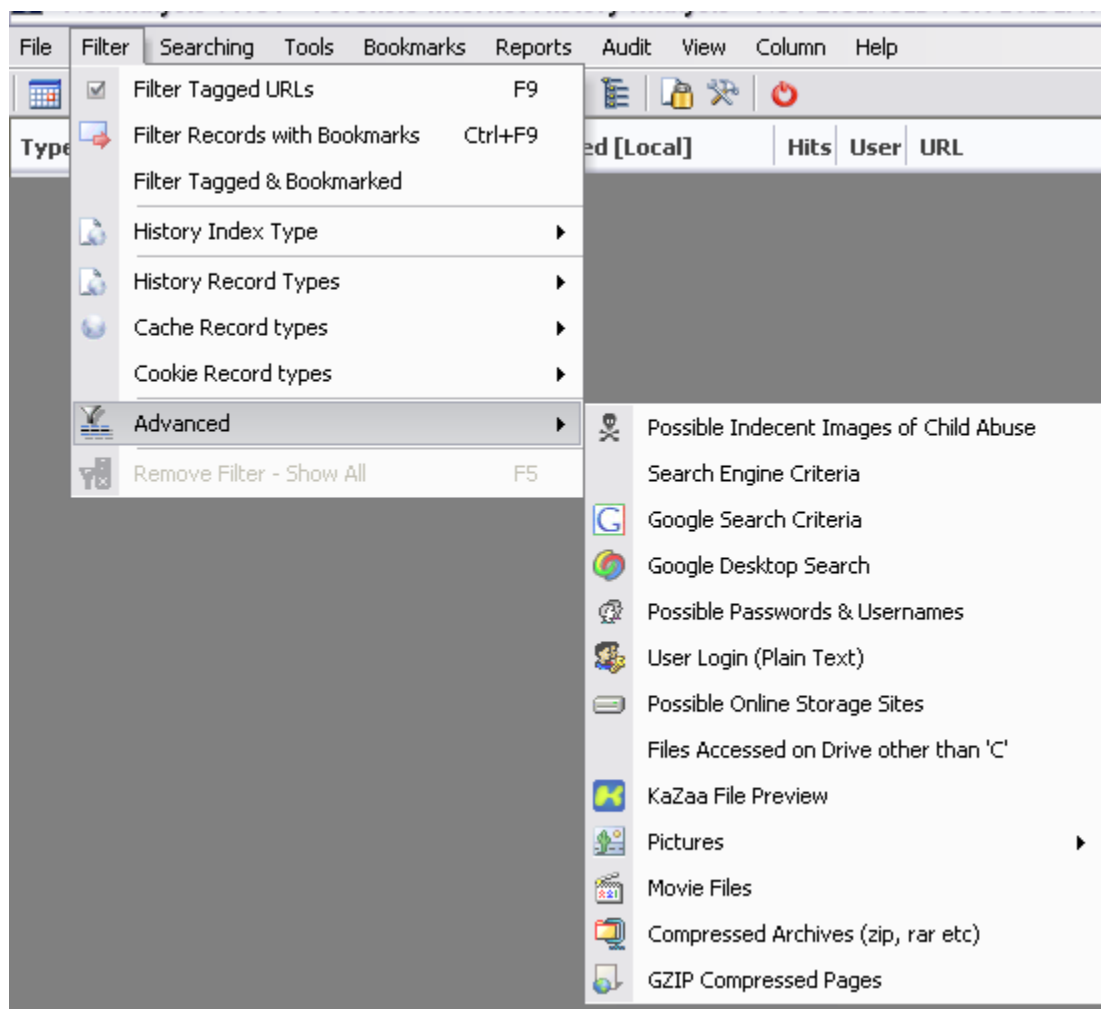 File Filter Searching Tools Bookmarks Reports Audit View Column Help
Filter Tagged URLs F9
Filter Records with Bookmarks Ctrl+F9
Filter Tagged & Bookmarked
History Index Type
History Record Types
Cache Record types
Cookie Record types
Advanced
Remove Filter - Show All F5
Type ed [Local] Hits User URL
Possible Indecent Images of Child Abuse
Search Engine Criteria
G Google Search Criteria
Google Desktop Search
Possible Passwords & Usernames
User Login (Plain Text)
Possible Online Storage Sites
Files Accessed on Drive other than 'C'
KaZaa File Preview
Pictures
Movie Files
Compressed Archives (zip, rar etc)
GZIP Compressed Pages